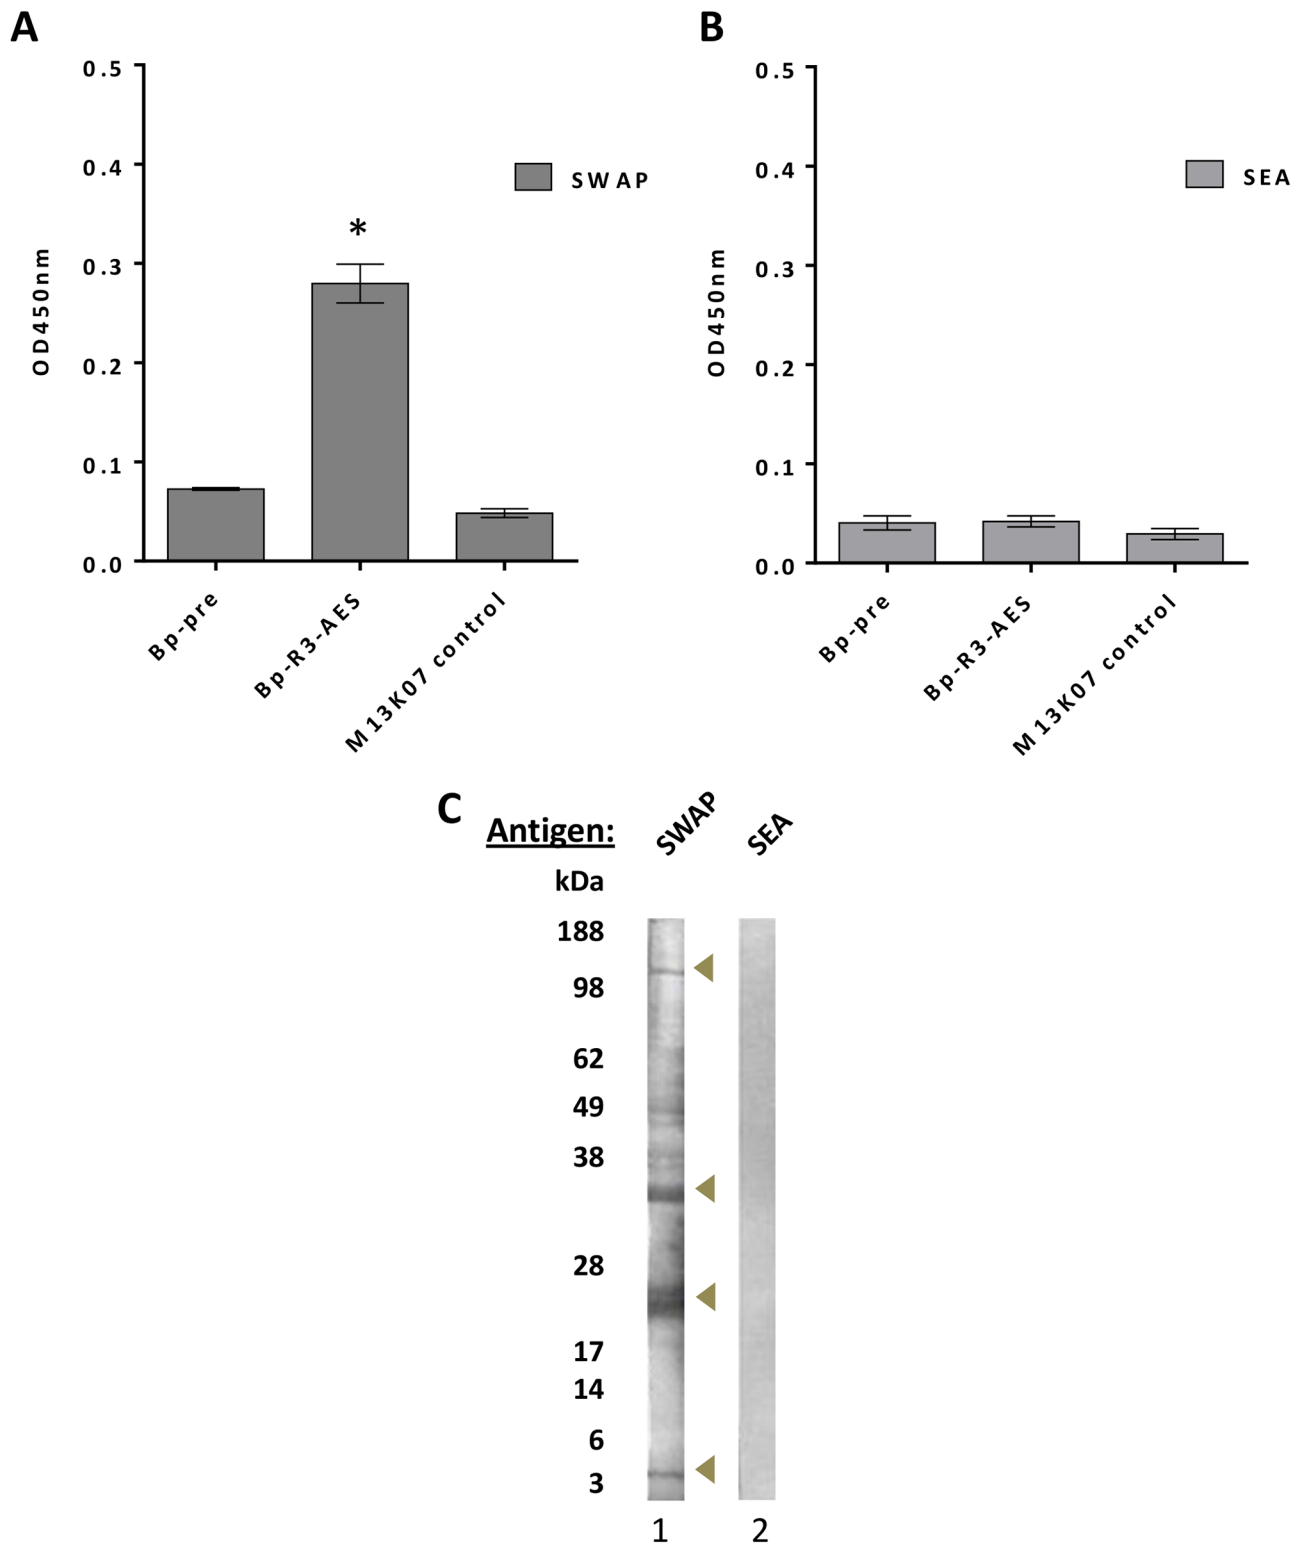 A
0.5
0.4
0.3
0.2
0.1
0.0
OD450nm
SWAP
*
Bp-pre
Bp-R3-AES
M13K07 control
B
0.5
0.4
0.3
0.2
0.1
0.0
OD450nm
SEA
Bp-pre
Bp-R3-AES
M13K07 control
C
Antigen:
SWAP
SEA
kDa
188
98
62
49
38
28
17
14
6
3
1
2